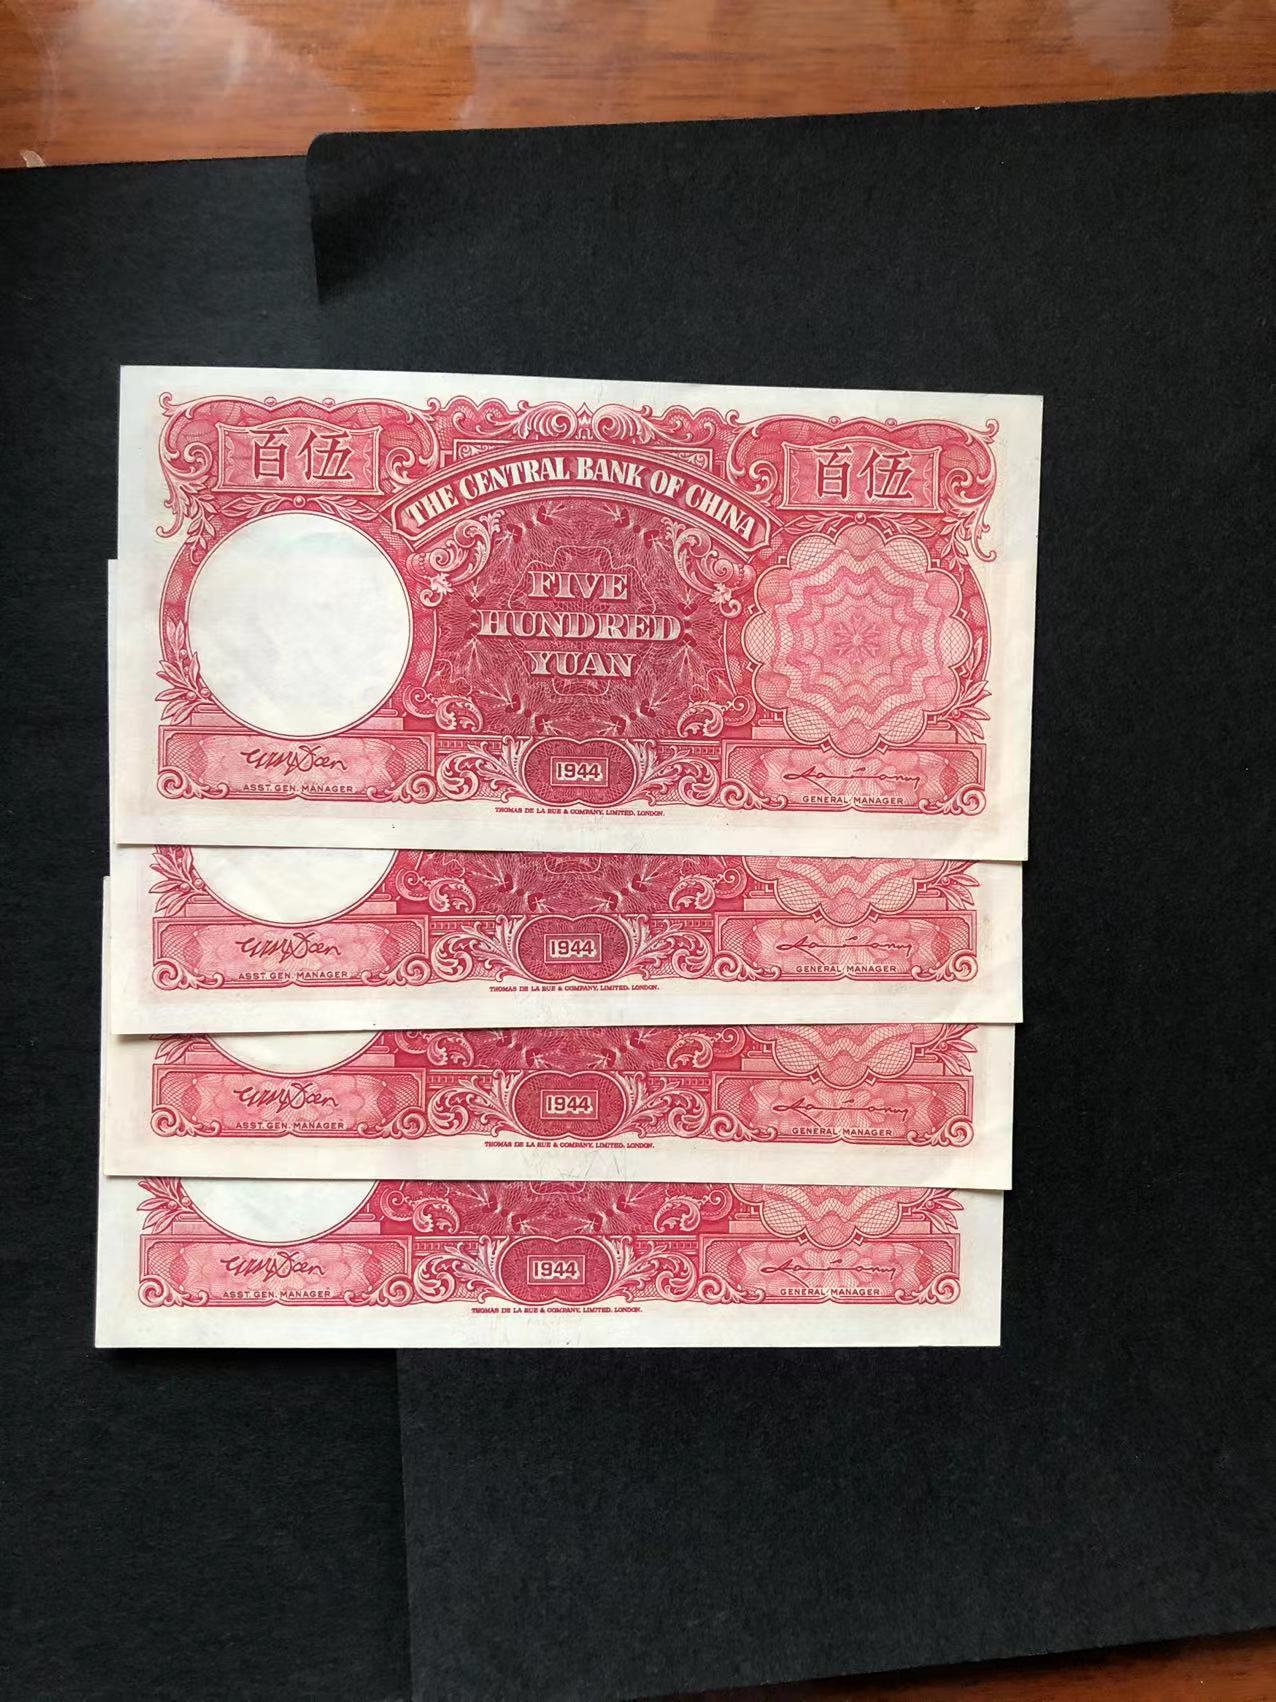 百伍
百伍
THE CENTRAL BANK OF CHINA
FIVE
HUNDRED
YUAN
1944
ASST. GEN. MANAGER
GENERAL MANAGER
THOMAS DE LA RUE & COMPANY, LIMITED, LONDON.
1944
ASST. GEN. MANAGER
GENERAL MANAGER
THOMAS DE LA RUE & COMPANY, LIMITED. LONDON.
1944
ASST. GEN. MANAGER
GENERAL MANAGER
THOMAS DE LA RUE & COMPANY, LIMITED. LONDON.
1944
ASST. GEN. MANAGER
GENERAL MANAGER
THOMAS DE LA RUE & COMPANY, LIMITED. LONDON.